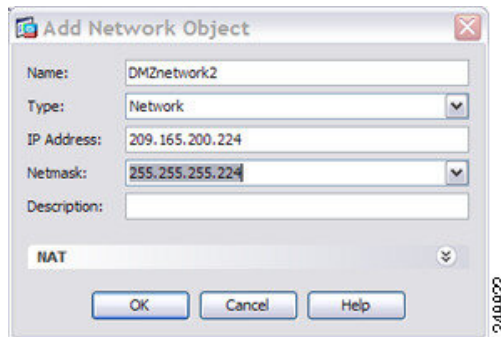 Add Network Object
Name: DMZnetwork2
Type: Network
IP Address: 209.165.200.224
Netmask: 255.255.255.224
Description:
NAT
OK Cancel Help
348823